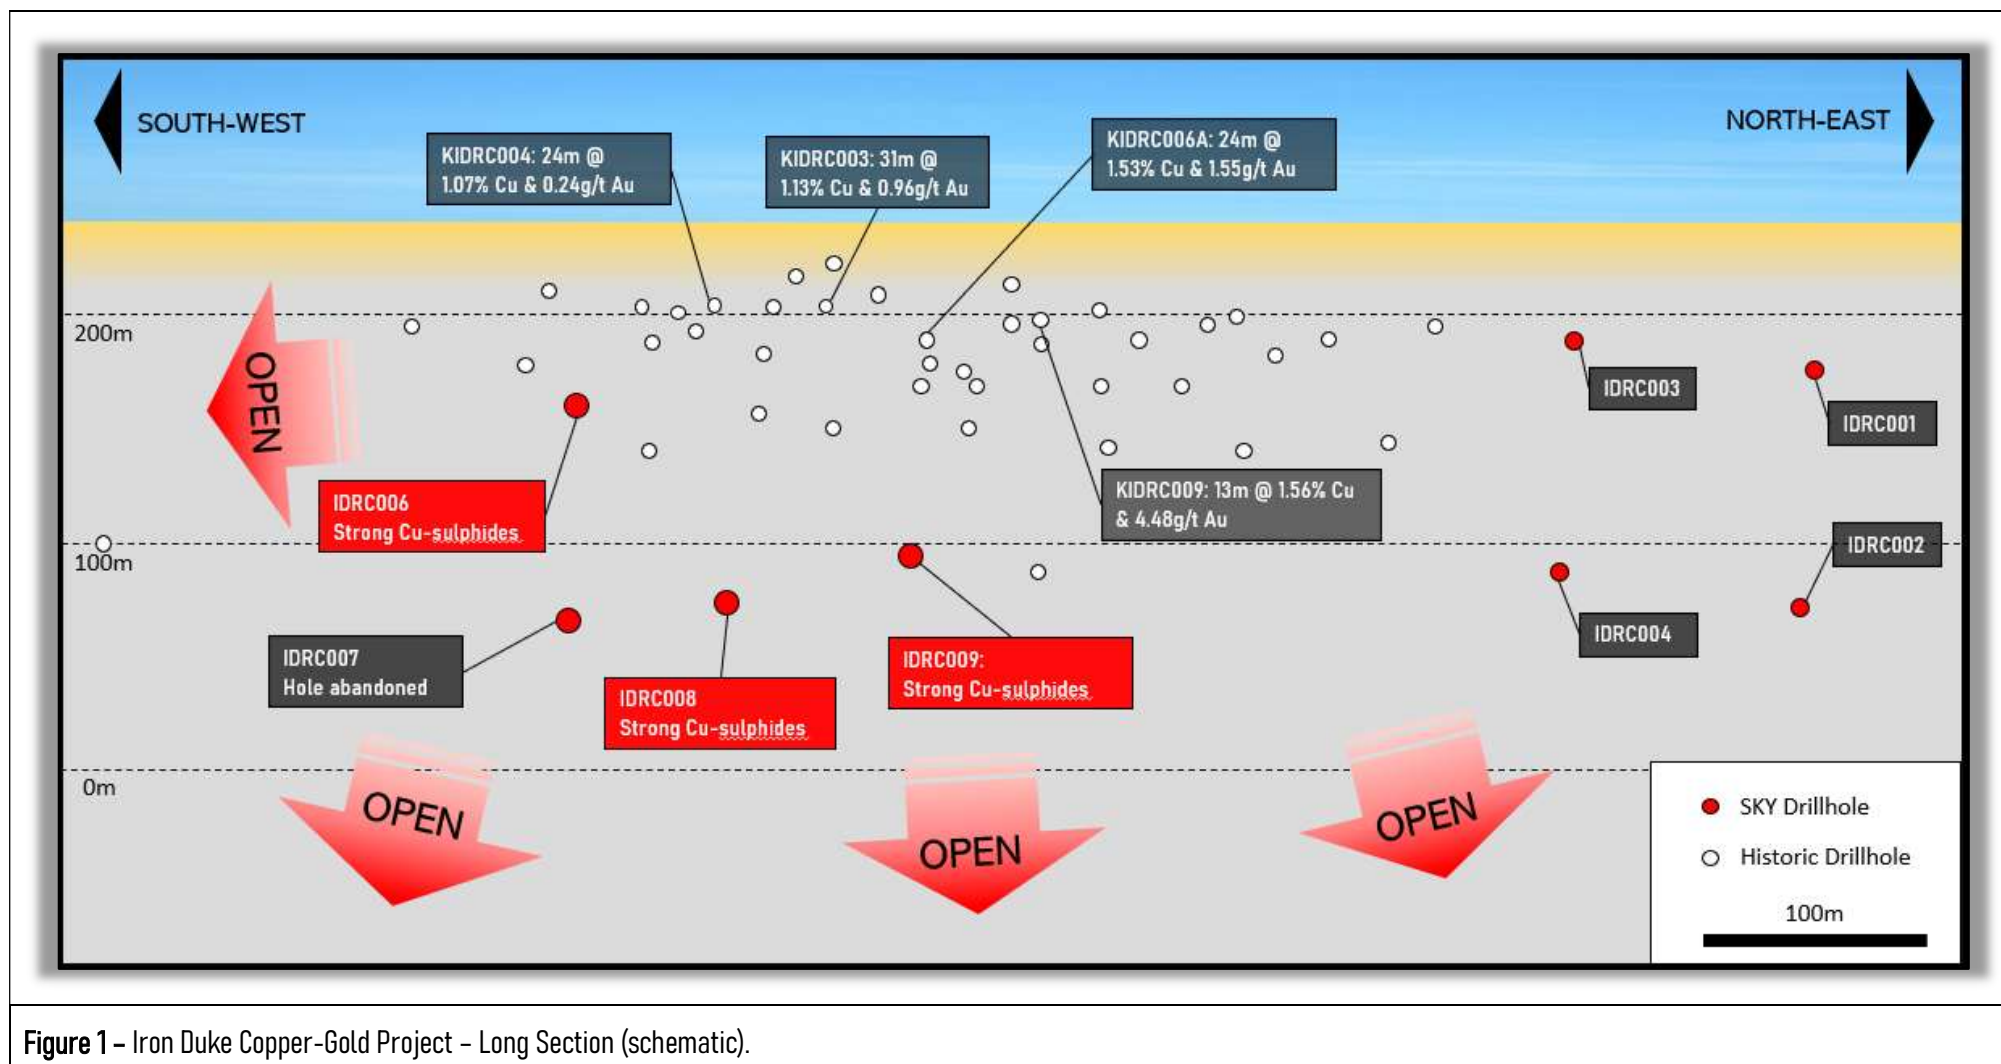 SOUTH-WEST
NORTH-EAST
KIDRC004: 24m @
1.07% Cu & 0.24g/t Au
KIDRC003: 31m @
1.13% Cu & 0.96g/t Au
KIDRC006A: 24m @
1.53% Cu & 1.55g/t Au
200m
OPEN
IDRC003
IDRC001
IDRC006
Strong Cu-sulphides
KIDRC009: 13m @ 1.56% Cu
& 4.48g/t Au
100m
IDRC002
IDRC004
IDRC007
Hole abandoned
IDRC008
Strong Cu-sulphides
IDRC009:
Strong Cu-sulphides
0m
OPEN
OPEN
OPEN
SKY Drillhole
Historic Drillhole
100m
Figure 1 – Iron Duke Copper-Gold Project – Long Section (schematic).